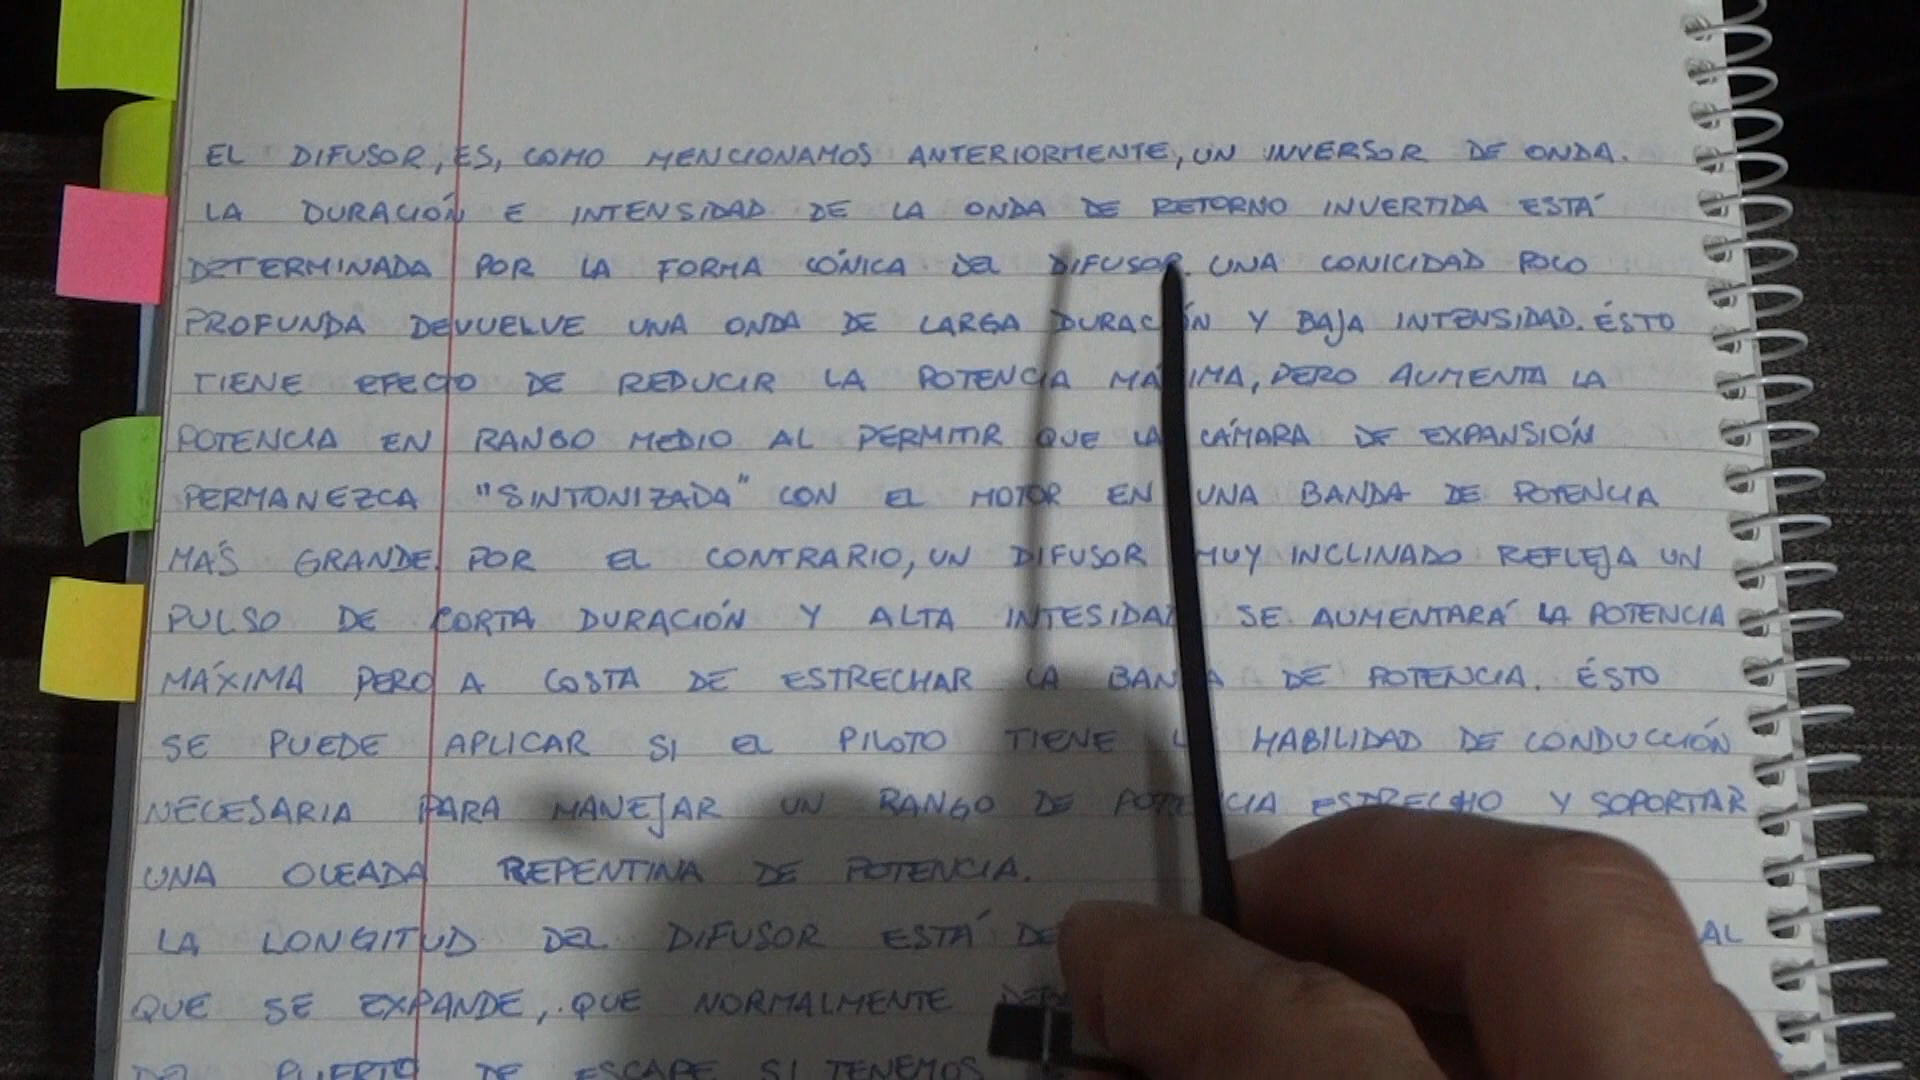 EL DIFUSOR, ES, COMO MENCIONAMOS ANTERIORMENTE, UN INVERSOR DE ONDA.
LA DURACIÓN E INTENSIDAD DE LA ONDA DE RETORNO INVERTIDA ESTÁ
DETERMINADA POR LA FORMA CÓNICA DEL DIFUSOR. UNA CONICIDAD POCO
PROFUNDA DEVUELVE UNA ONDA DE LARGA DURACIÓN Y BAJA INTENSIDAD. ÉSTO
TIENE EFECTO DE REDUCIR LA POTENCIA MÁXIMA, PERO AUMENTA LA
POTENCIA EN RANGO MEDIO AL PERMITIR QUE LA CÁMARA DE EXPANSIÓN
PERMANEZCA "SINTONIZADA" CON EL MOTOR EN UNA BANDA DE POTENCIA
MÁS GRANDE. POR EL CONTRARIO, UN DIFUSOR MUY INCLINADO REFLEJA UN
PULSO DE CORTA DURACIÓN Y ALTA INTESIDAD SE AUMENTARÁ LA POTENCIA
MÁXIMA PERO A COSTA DE ESTRECHAR LA BANDA DE POTENCIA. ÉSTO
SE PUEDE APLICAR SI EL PILOTO TIENE LA HABILIDAD DE CONDUCCIÓN
NECESARIA PARA MANEJAR UN RANGO DE POTENCIA ESTRECHO Y SOPORTAR
UNA OLEADA REPENTINA DE POTENCIA.
LA LONGITUD DEL DIFUSOR ESTÁ AL
QUE SE EXPANDE, QUE NORMALMENTE
DEL PUERTO DE ESCAPE SI TENEMOS